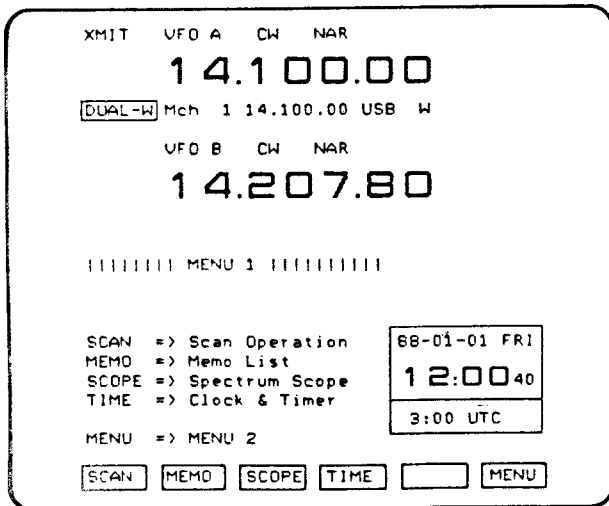 XMIT VFO A CW NAR
14.100.00
DUAL-W Mch 1 14.100.00 USB W
VFO B CW NAR
14.207.80
|||||||| MENU 1 ||||||||||
SCAN => Scan Operation
MEMO => Memo List
SCOPE => Spectrum Scope
TIME => Clock & Timer
MENU => MENU 2
88-01-01 FRI
12:00 40
3:00 UTC
SCAN MEMO SCOPE TIME MENU